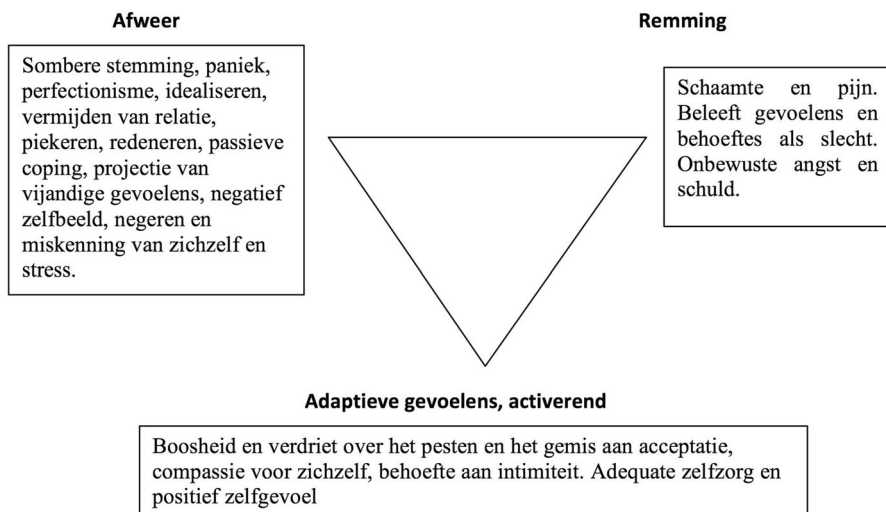 Afweer
Remming
Sombere stemming, paniek,
perfectionisme, idealiseren,
vermijden van relatie,
piekeren, redeneren, passieve
coping, projectie van
vijandige gevoelens, negatief
zelfbeeld, negeren en
miskenning van zichzelf en
stress.
Schaamte en pijn.
Beleeft gevoelens en
behoeftes als slecht.
Onbewuste angst en
schuld.
Adaptieve gevoelens, activerend
Boosheid en verdriet over het pesten en het gemis aan acceptatie,
compassie voor zichzelf, behoefte aan intimiteit. Adequate zelfzorg en
positief zelfgevoel